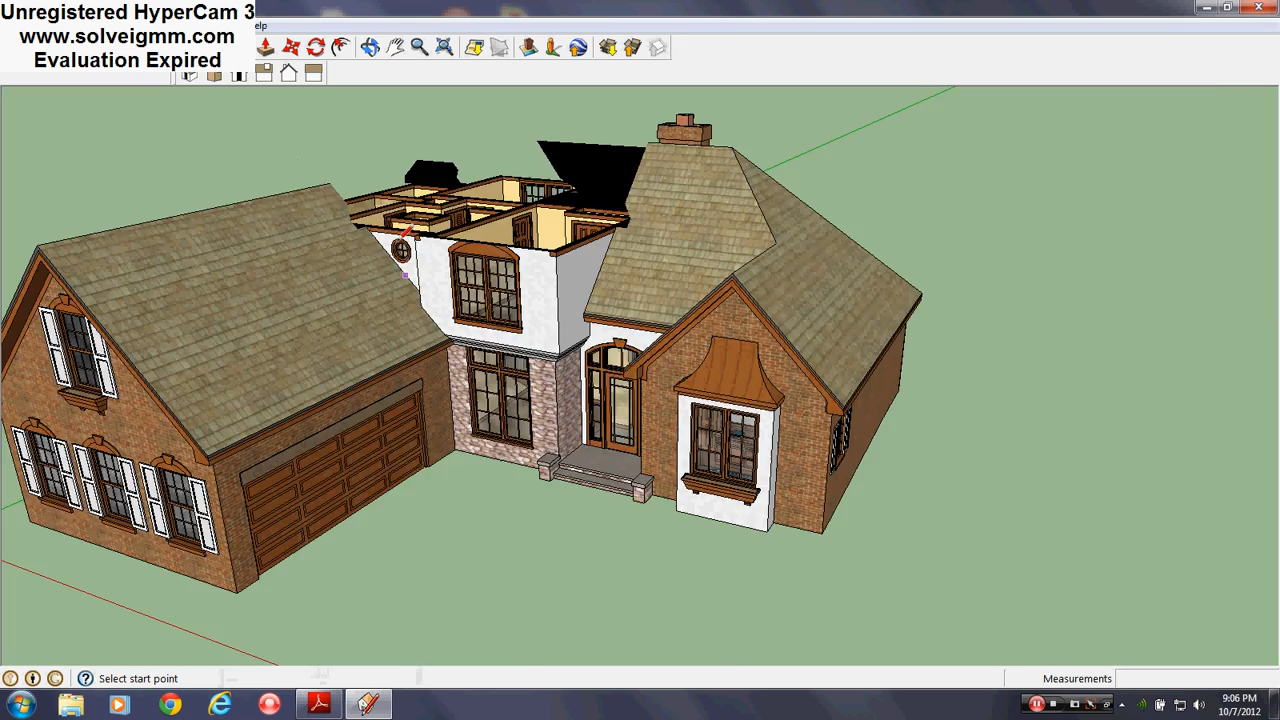 Unregistered HyperCam 3
www.solveigmm.com
Evaluation Expired
elp
Select start point
Measurements
9:06 PM
10/7/2012